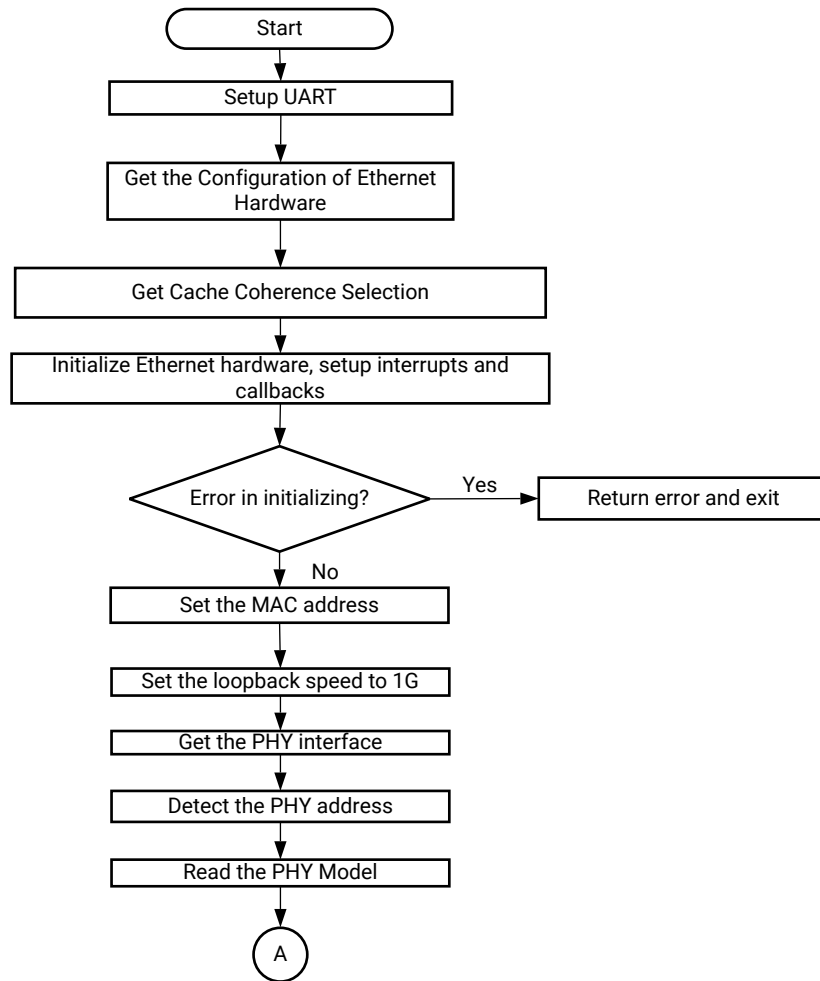 Start
Setup UART
Get the Configuration of Ethernet
Hardware
Get Cache Coherence Selection
Initialize Ethernet hardware, setup interrupts and
callbacks
Error in initializing?
Yes
Return error and exit
No
Set the MAC address
Set the loopback speed to 1G
Get the PHY interface
Detect the PHY address
Read the PHY Model
A